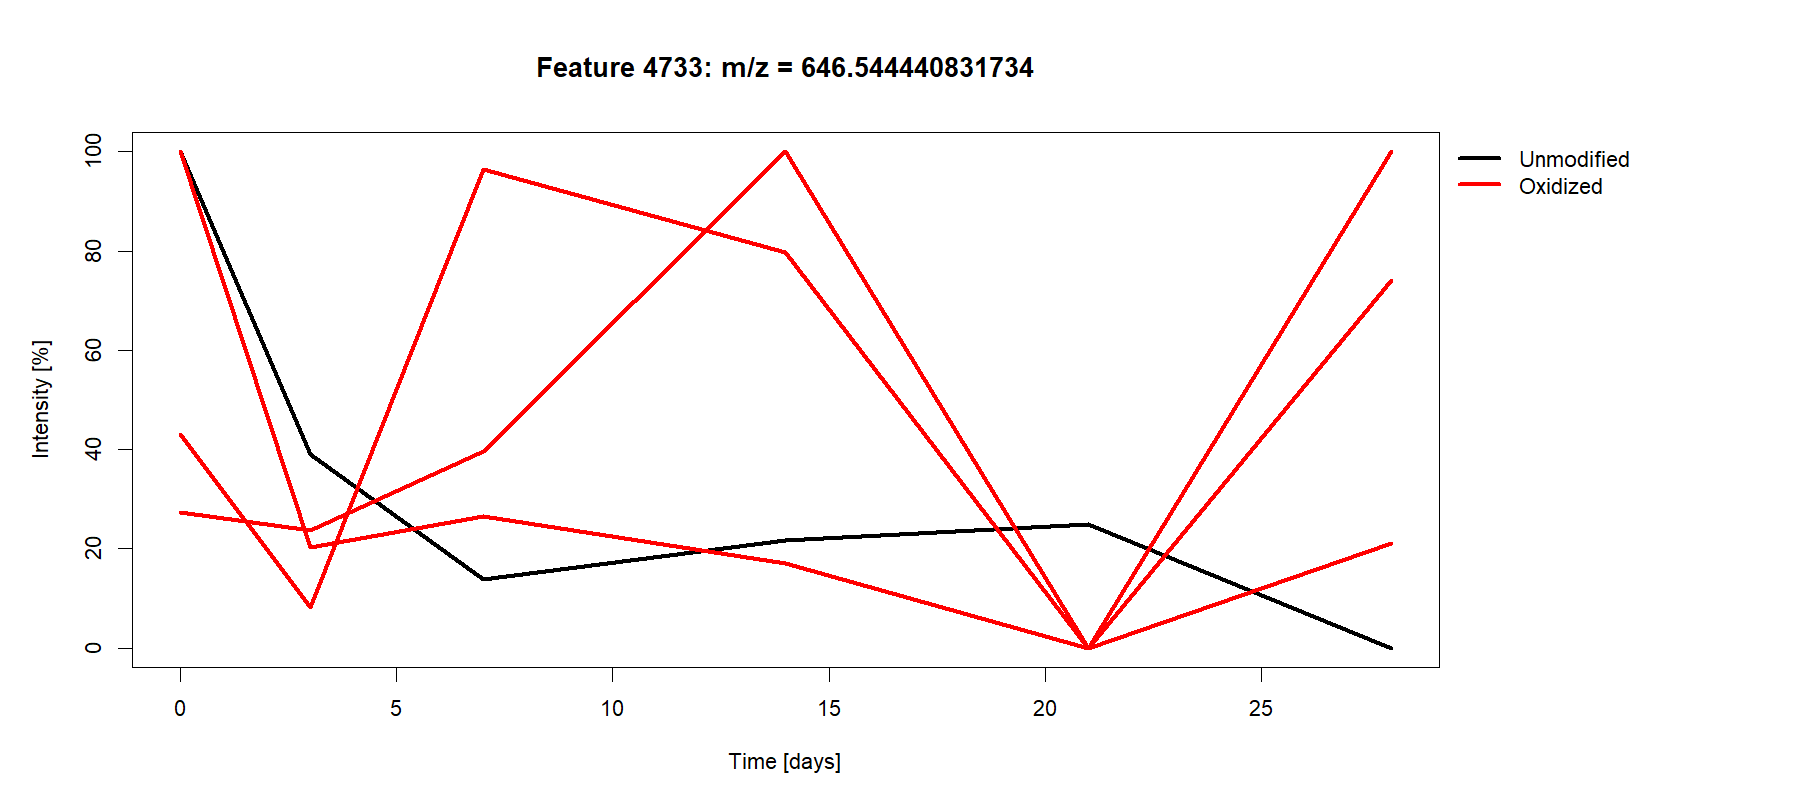 Feature 4733: m/z = 646.544440831734
Unmodified
Oxidized
Intensity [%]
100
80
60
40
20
0
0 5 10 15 20 25
Time [days]